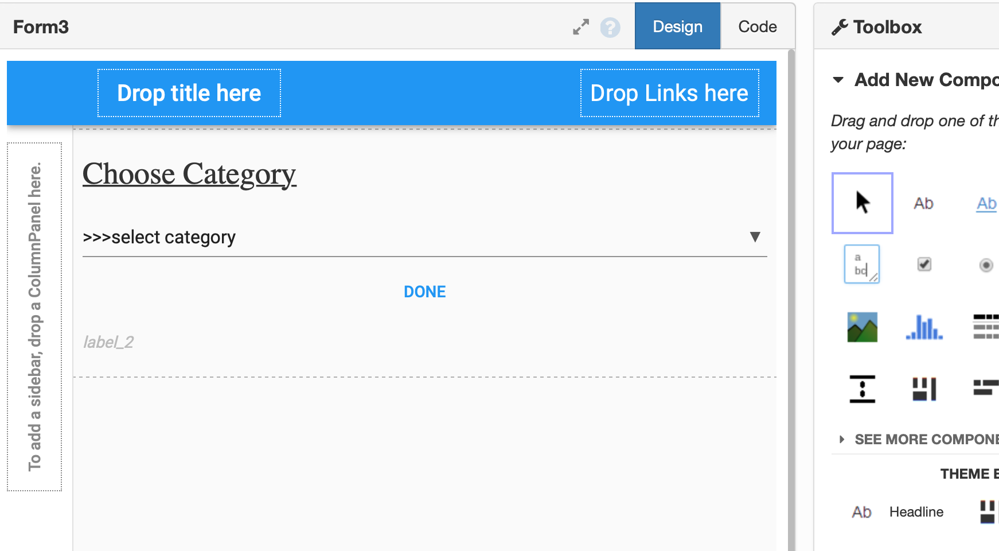 Form3
?
Design
Code
Toolbox
Drop title here
Drop Links here
Add New Compo
Drag and drop one of th
your page:
To add a sidebar, drop a ColumnPanel here.
Choose Category
>>>select category
DONE
label_2
Ab
Ab
a
bc
SEE MORE COMPONE
THEME E
Ab
Headline